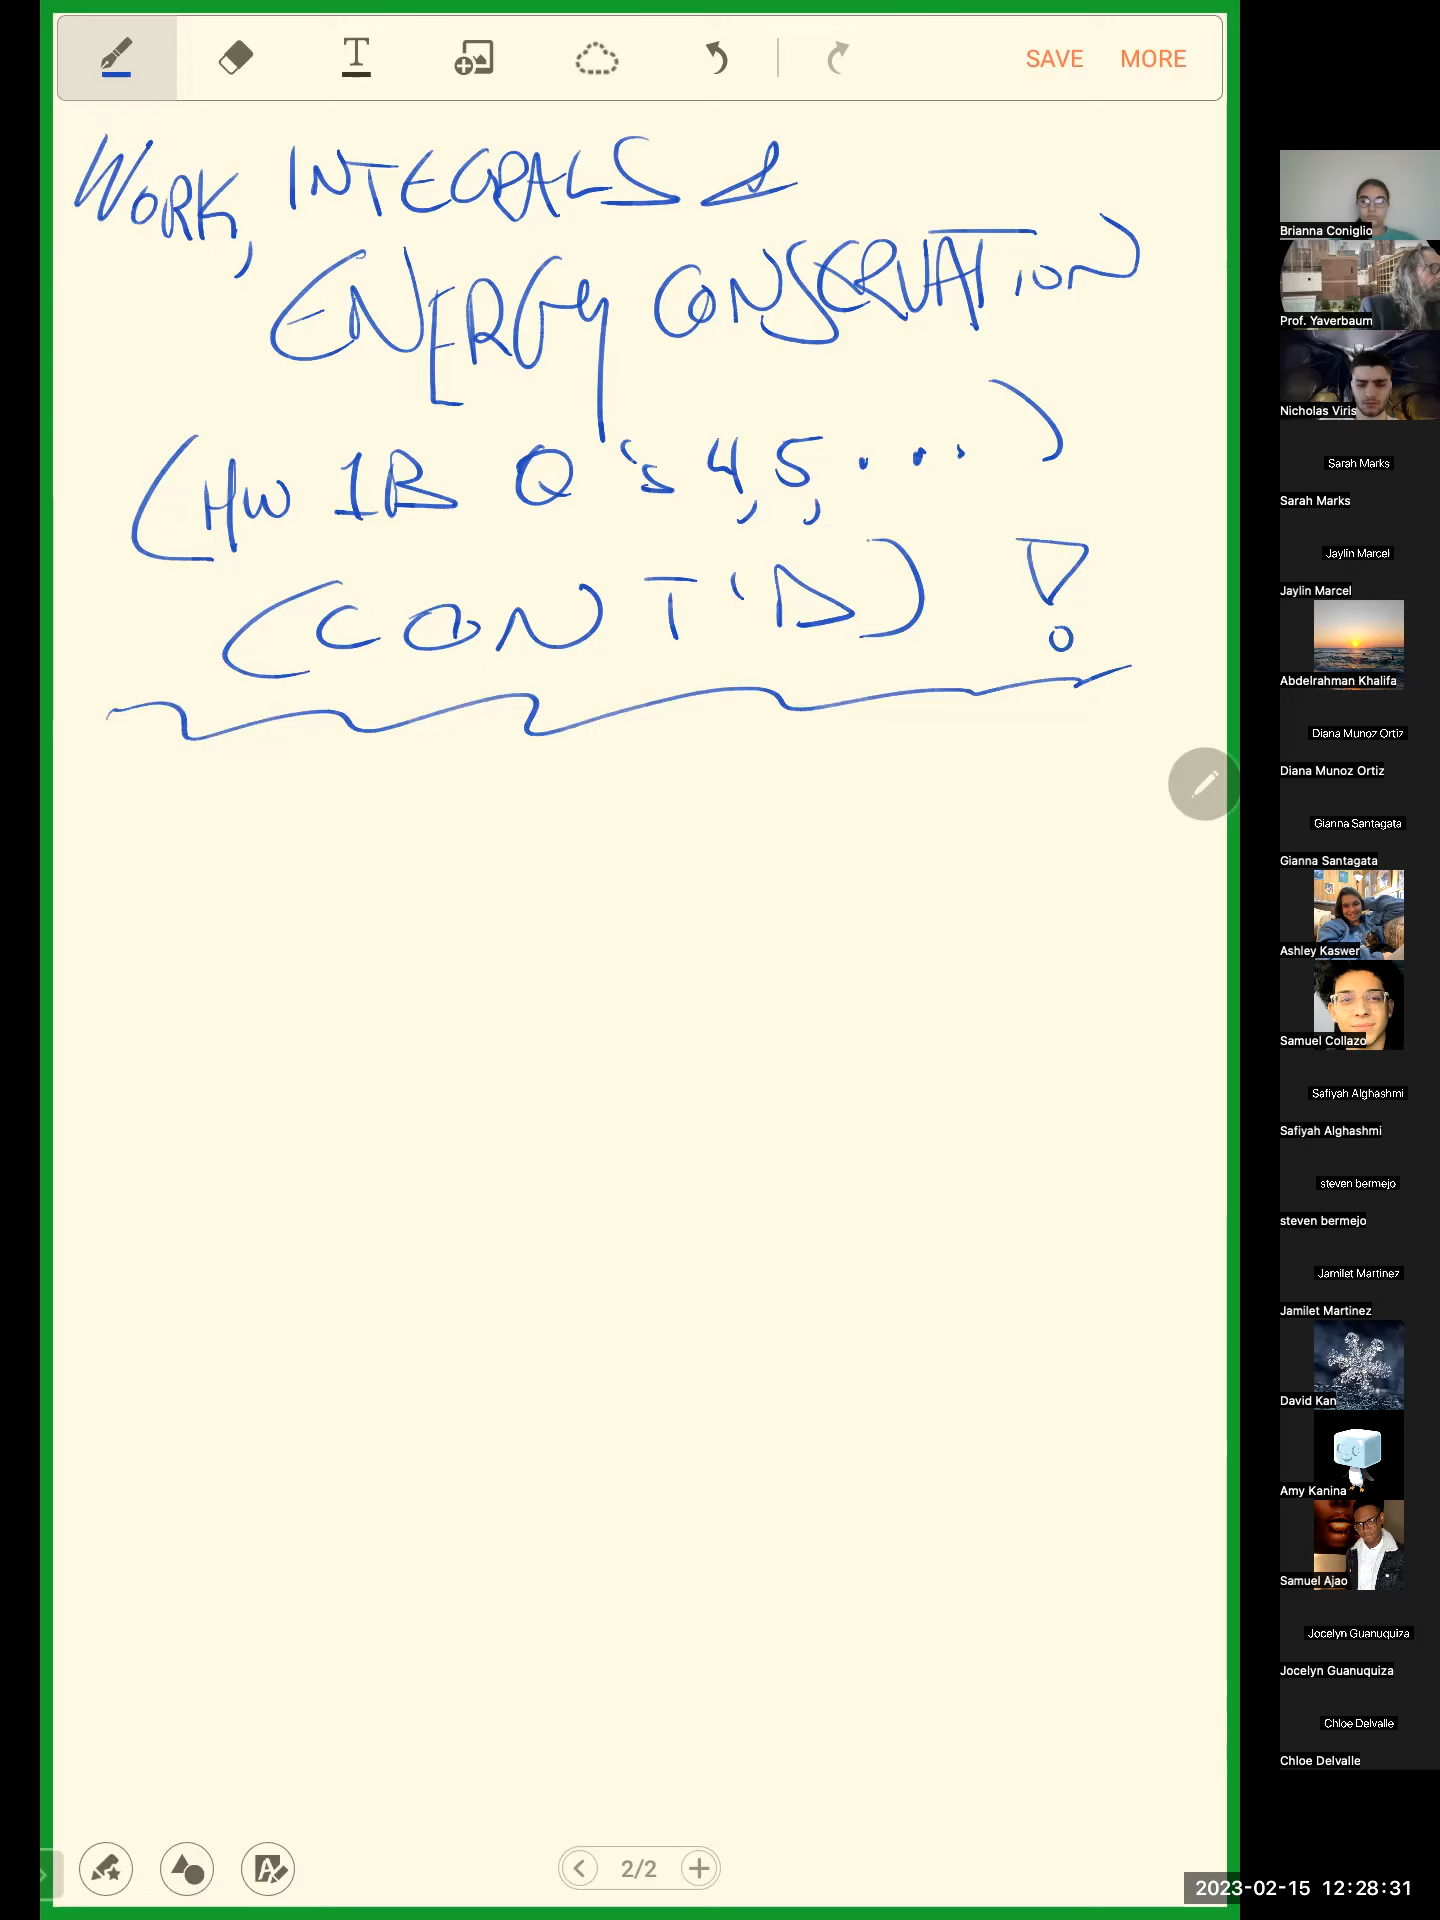 T
SAVE
MORE
WORK, INTEGRALS &
ENERGY CONSERVATION
(HW 1B Q's 4, 5, ...)
(CONT'D) !
2/2
Brianna Coniglio
Prof. Yaverbaum
Nicholas Viris
Sarah Marks
Sarah Marks
Jaylin Marcel
Jaylin Marcel
Abdelrahman Khalifa
Diana Munoz Ortiz
Diana Munoz Ortiz
Gianna Santagata
Gianna Santagata
Ashley Kaswer
Samuel Collazo
Safiyah Alghashmi
Safiyah Alghashmi
steven bermejo
steven bermejo
Jamilet Martinez
Jamilet Martinez
David Kan
Amy Kanina
Samuel Ajao
Jocelyn Guanuquiza
Jocelyn Guanuquiza
Chloe Delvalle
Chloe Delvalle
2023-02-15 12:28:31